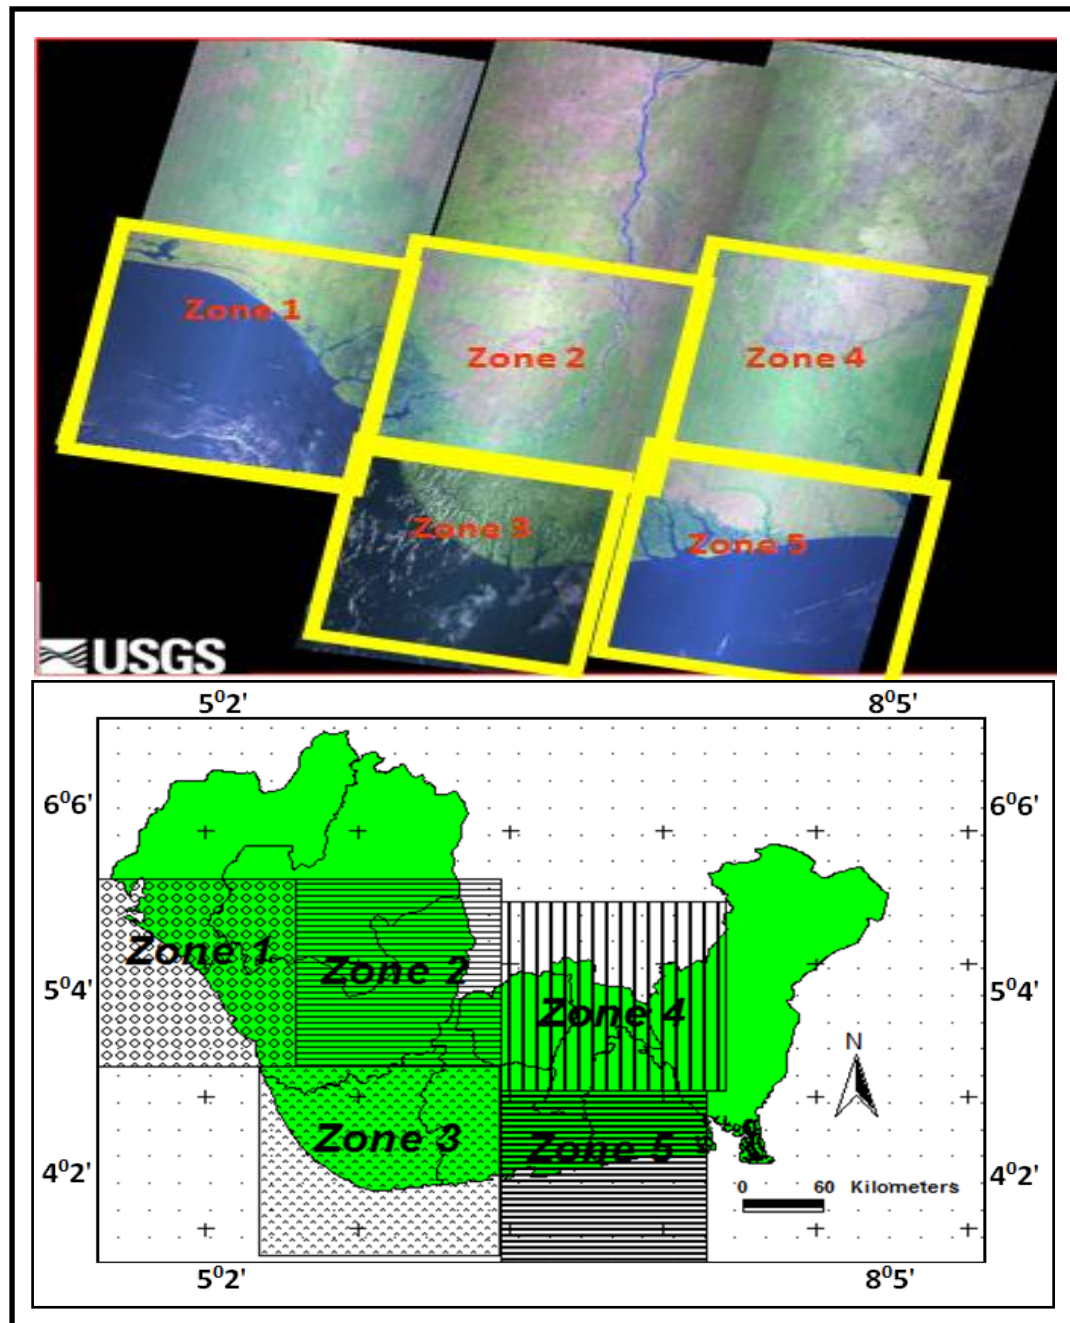 Zone 1
Zone 2
Zone 4
Zone 3
Zone 5
USGS
5⁰2' 8⁰5'
6⁰6' 6⁰6'
Zone 1
Zone 2
5⁰4' 5⁰4'
Zone 4
N
Zone 3
Zone 5
4⁰2' 4⁰2'
0 60 Kilometers
5⁰2' 8⁰5'